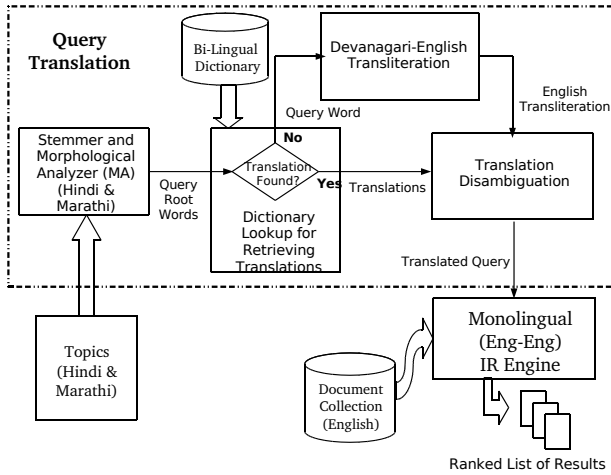 Query
Translation
Bi-Lingual
Dictionary
Devanagari-English
Transliteration
English
Transliteration
Query Word
No
Stemmer and
Morphological
Analyzer (MA)
(Hindi &
Marathi)
Query
Root
Words
Translation
Found?
Yes
Translations
Dictionary
Lookup for
Retrieving
Translations
Translation
Disambiguation
Translated Query
Topics
(Hindi &
Marathi)
Monolingual
(Eng-Eng)
IR Engine
Document
Collection
(English)
Ranked List of Results